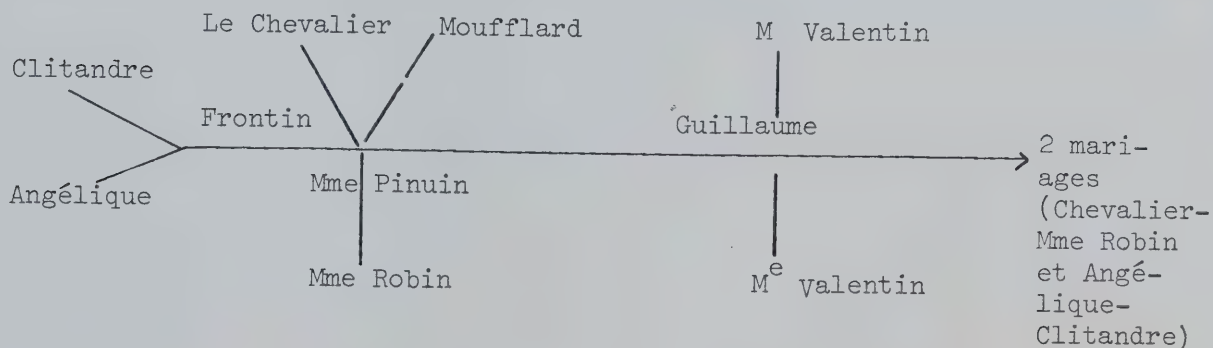 Le Chevalier
Moufflard
M Valentin
Clitandre
Frontin
Guillaume
Angélique
Mme Pinuin
Mme Robin
Me Valentin
2 mari-
ages
(Chevalier-
Mme Robin
et Angé-
lique-
Clitandre)